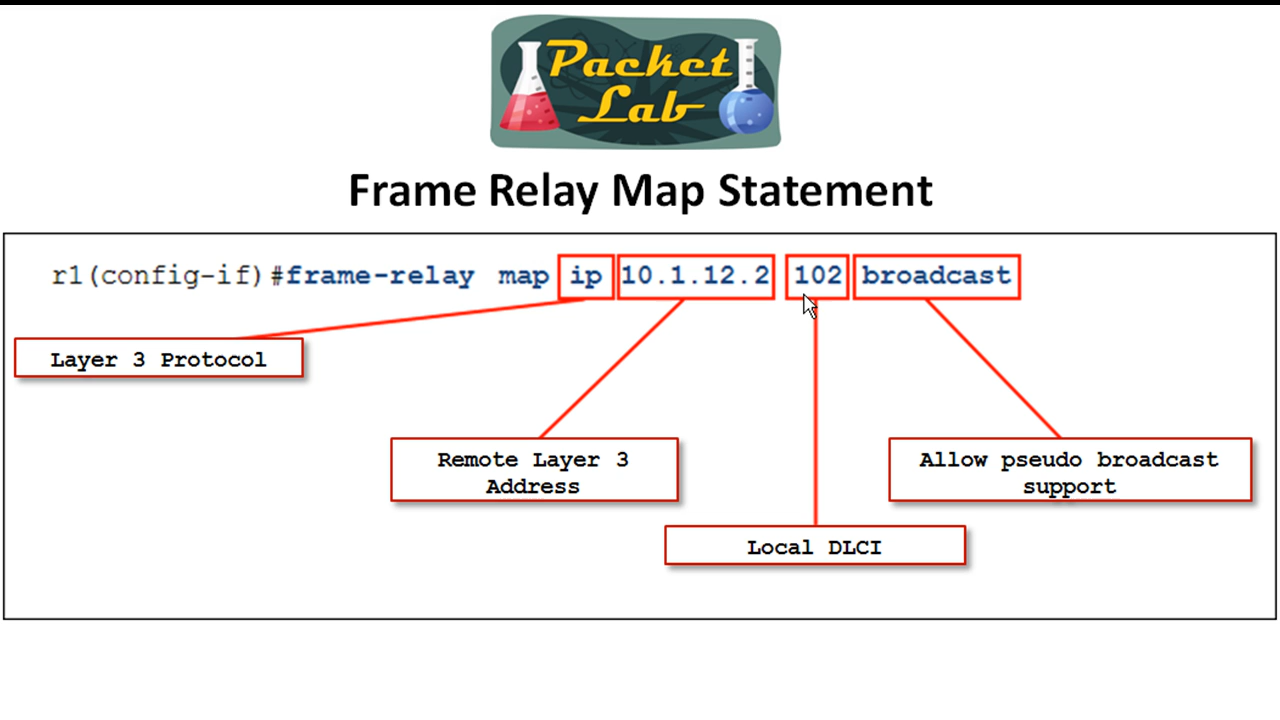 Packet
Lab
Frame Relay Map Statement
r1(config-if)#frame-relay map ip 10.1.12.2 102 broadcast
Layer 3 Protocol
Remote Layer 3
Address
Allow pseudo broadcast
support
Local DLCI